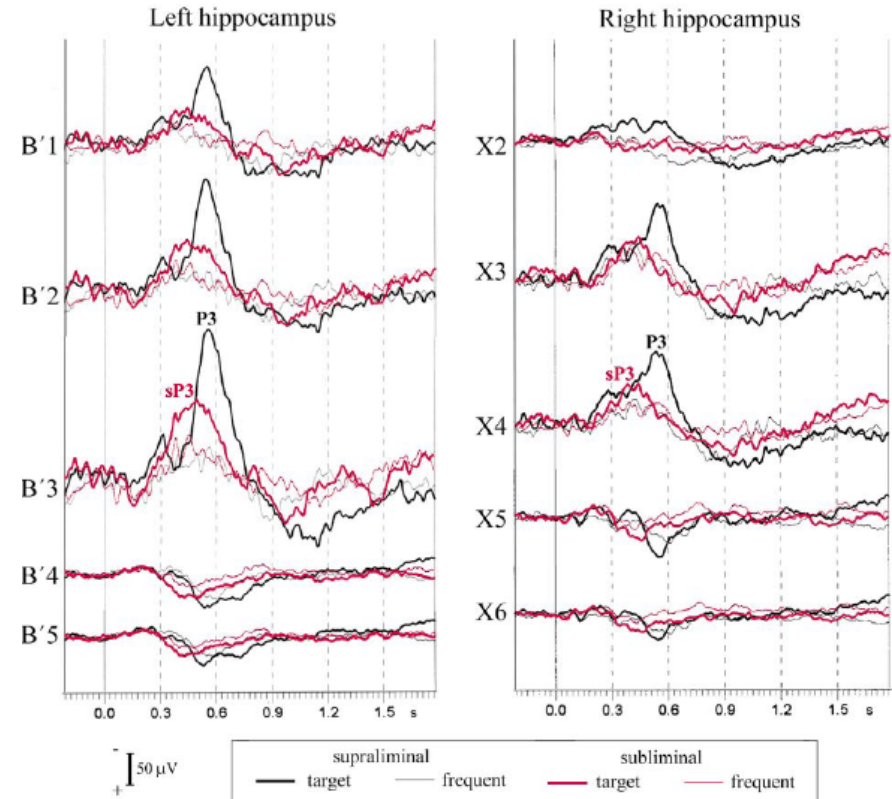 Left hippocampus
Right hippocampus
B´1
B´2
P3
sP3
B´3
B´4
B´5
0.0 0.3 0.6 0.9 1.2 1.5 s
X2
X3
P3
sP3
X4
X5
X6
0.0 0.3 0.6 0.9 1.2 1.5 s
-
50 µV
+
supraliminal subliminal
target frequent target frequent